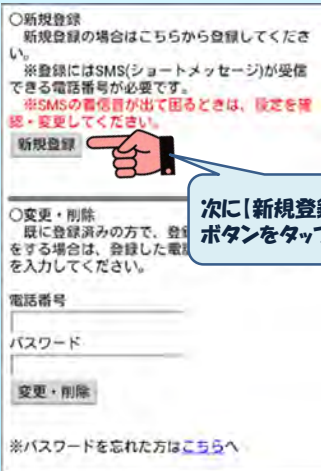 〇新規登録
新規登録の場合はこちらから登録してくださ
い。
※登録にはSMS(ショートメッセージ)が受信
できる電話番号が必要です。
※SMSの着信音が出て困るときは、設定を確
認・変更してください。
新規登録
次に【新規登録
ボタンをタップ
〇変更・削除
既に登録済みの方で、登
をする場合は、登録した電
を入力してください。
電話番号
パスワード
変更・削除
※パスワードを忘れた方はこちらへ